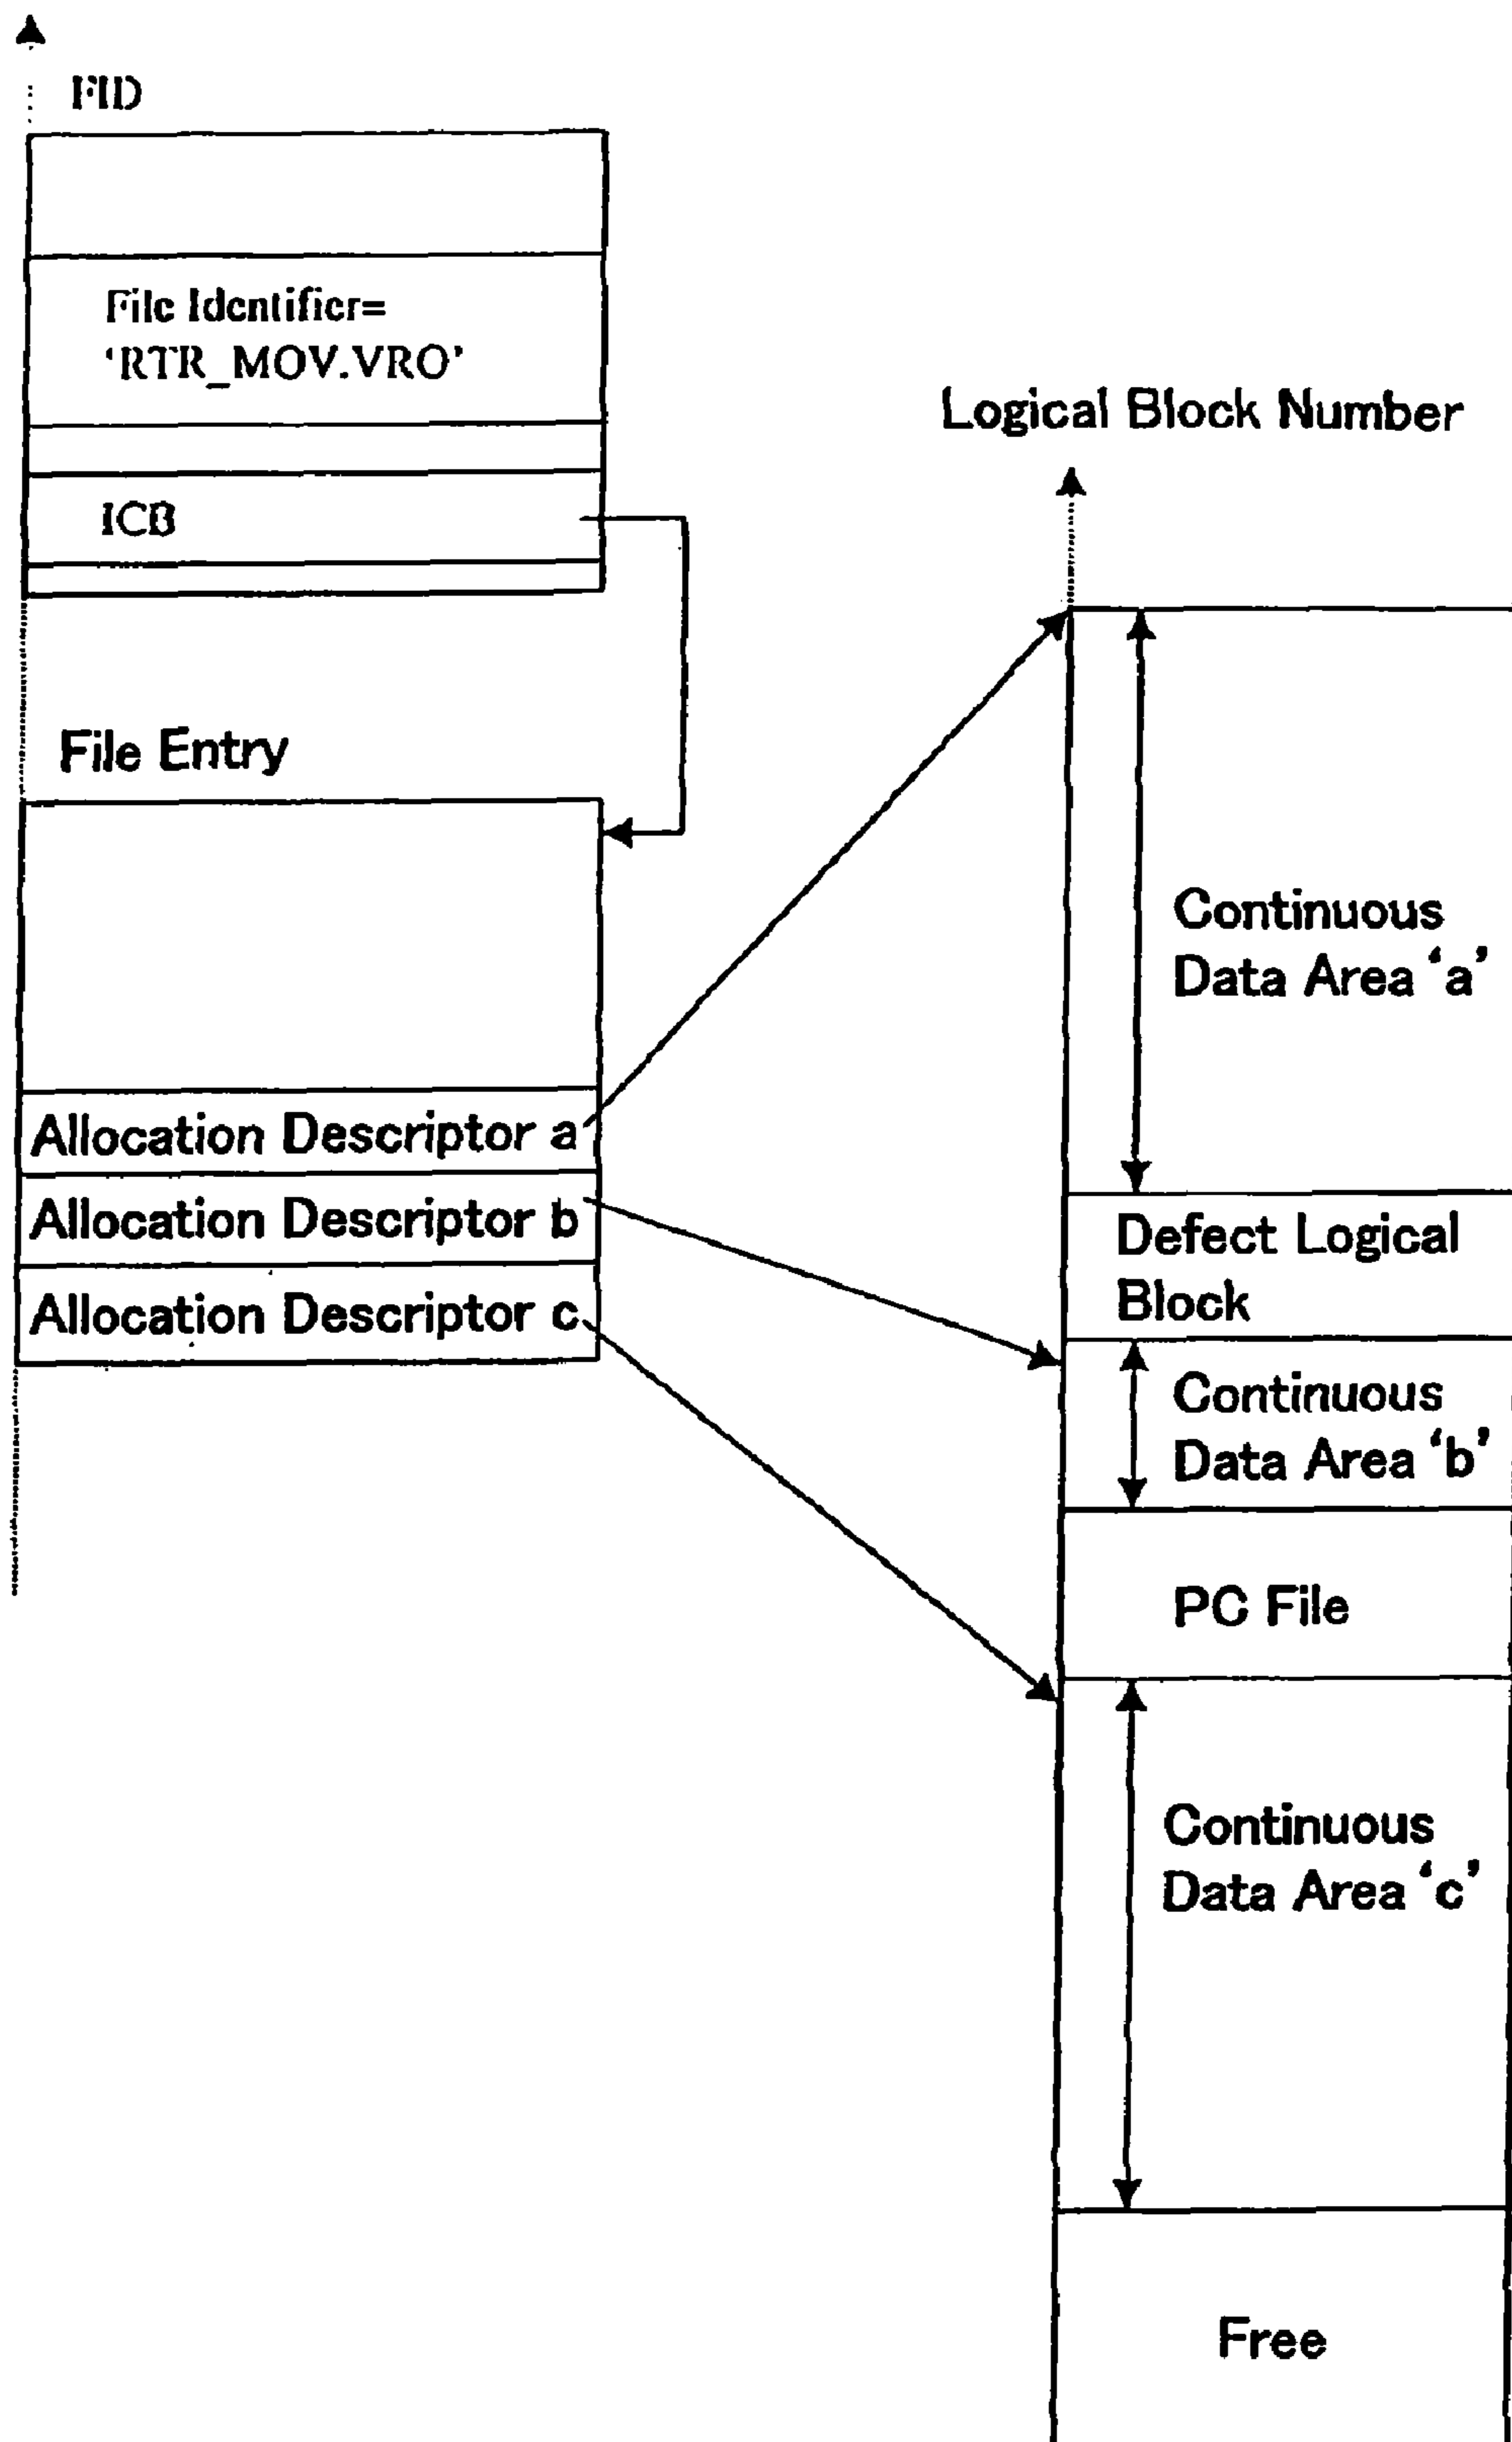 FID
File Identifier=
‘RTR_MOV.VRO’
ICB
File Entry
Allocation Descriptor a
Allocation Descriptor b
Allocation Descriptor c
Logical Block Number
Continuous
Data Area ‘a’
Defect Logical
Block
Continuous
Data Area ‘b’
PC File
Continuous
Data Area ‘c’
Free